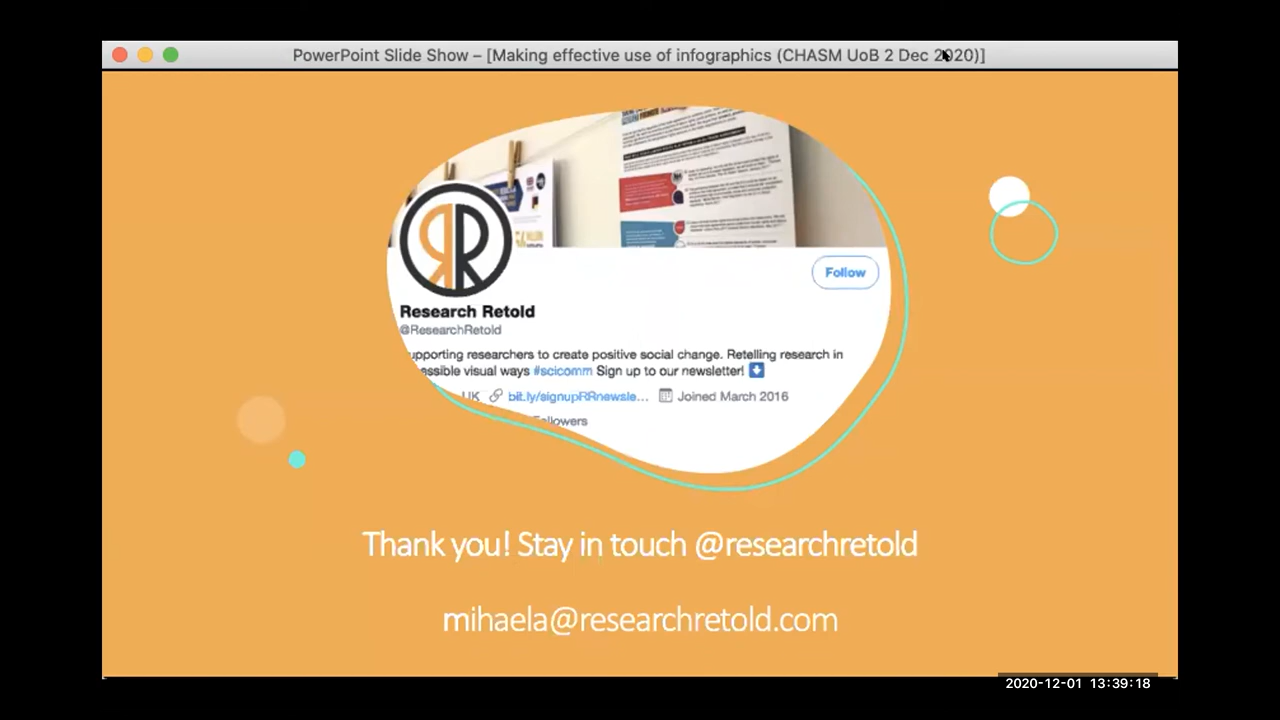 PowerPoint Slide Show – [Making effective use of infographics (CHASM UoB 2 Dec 2020)]
Follow
Research Retold
@ResearchRetold
upporting researchers to create positive social change. Retelling research in
essible visual ways #scicomm Sign up to our newsletter!
UK bit.ly/signupRRnewsle... Joined March 2016
Followers
Thank you! Stay in touch @researchretold
mihaela@researchretold.com
2020-12-01 13:39:18